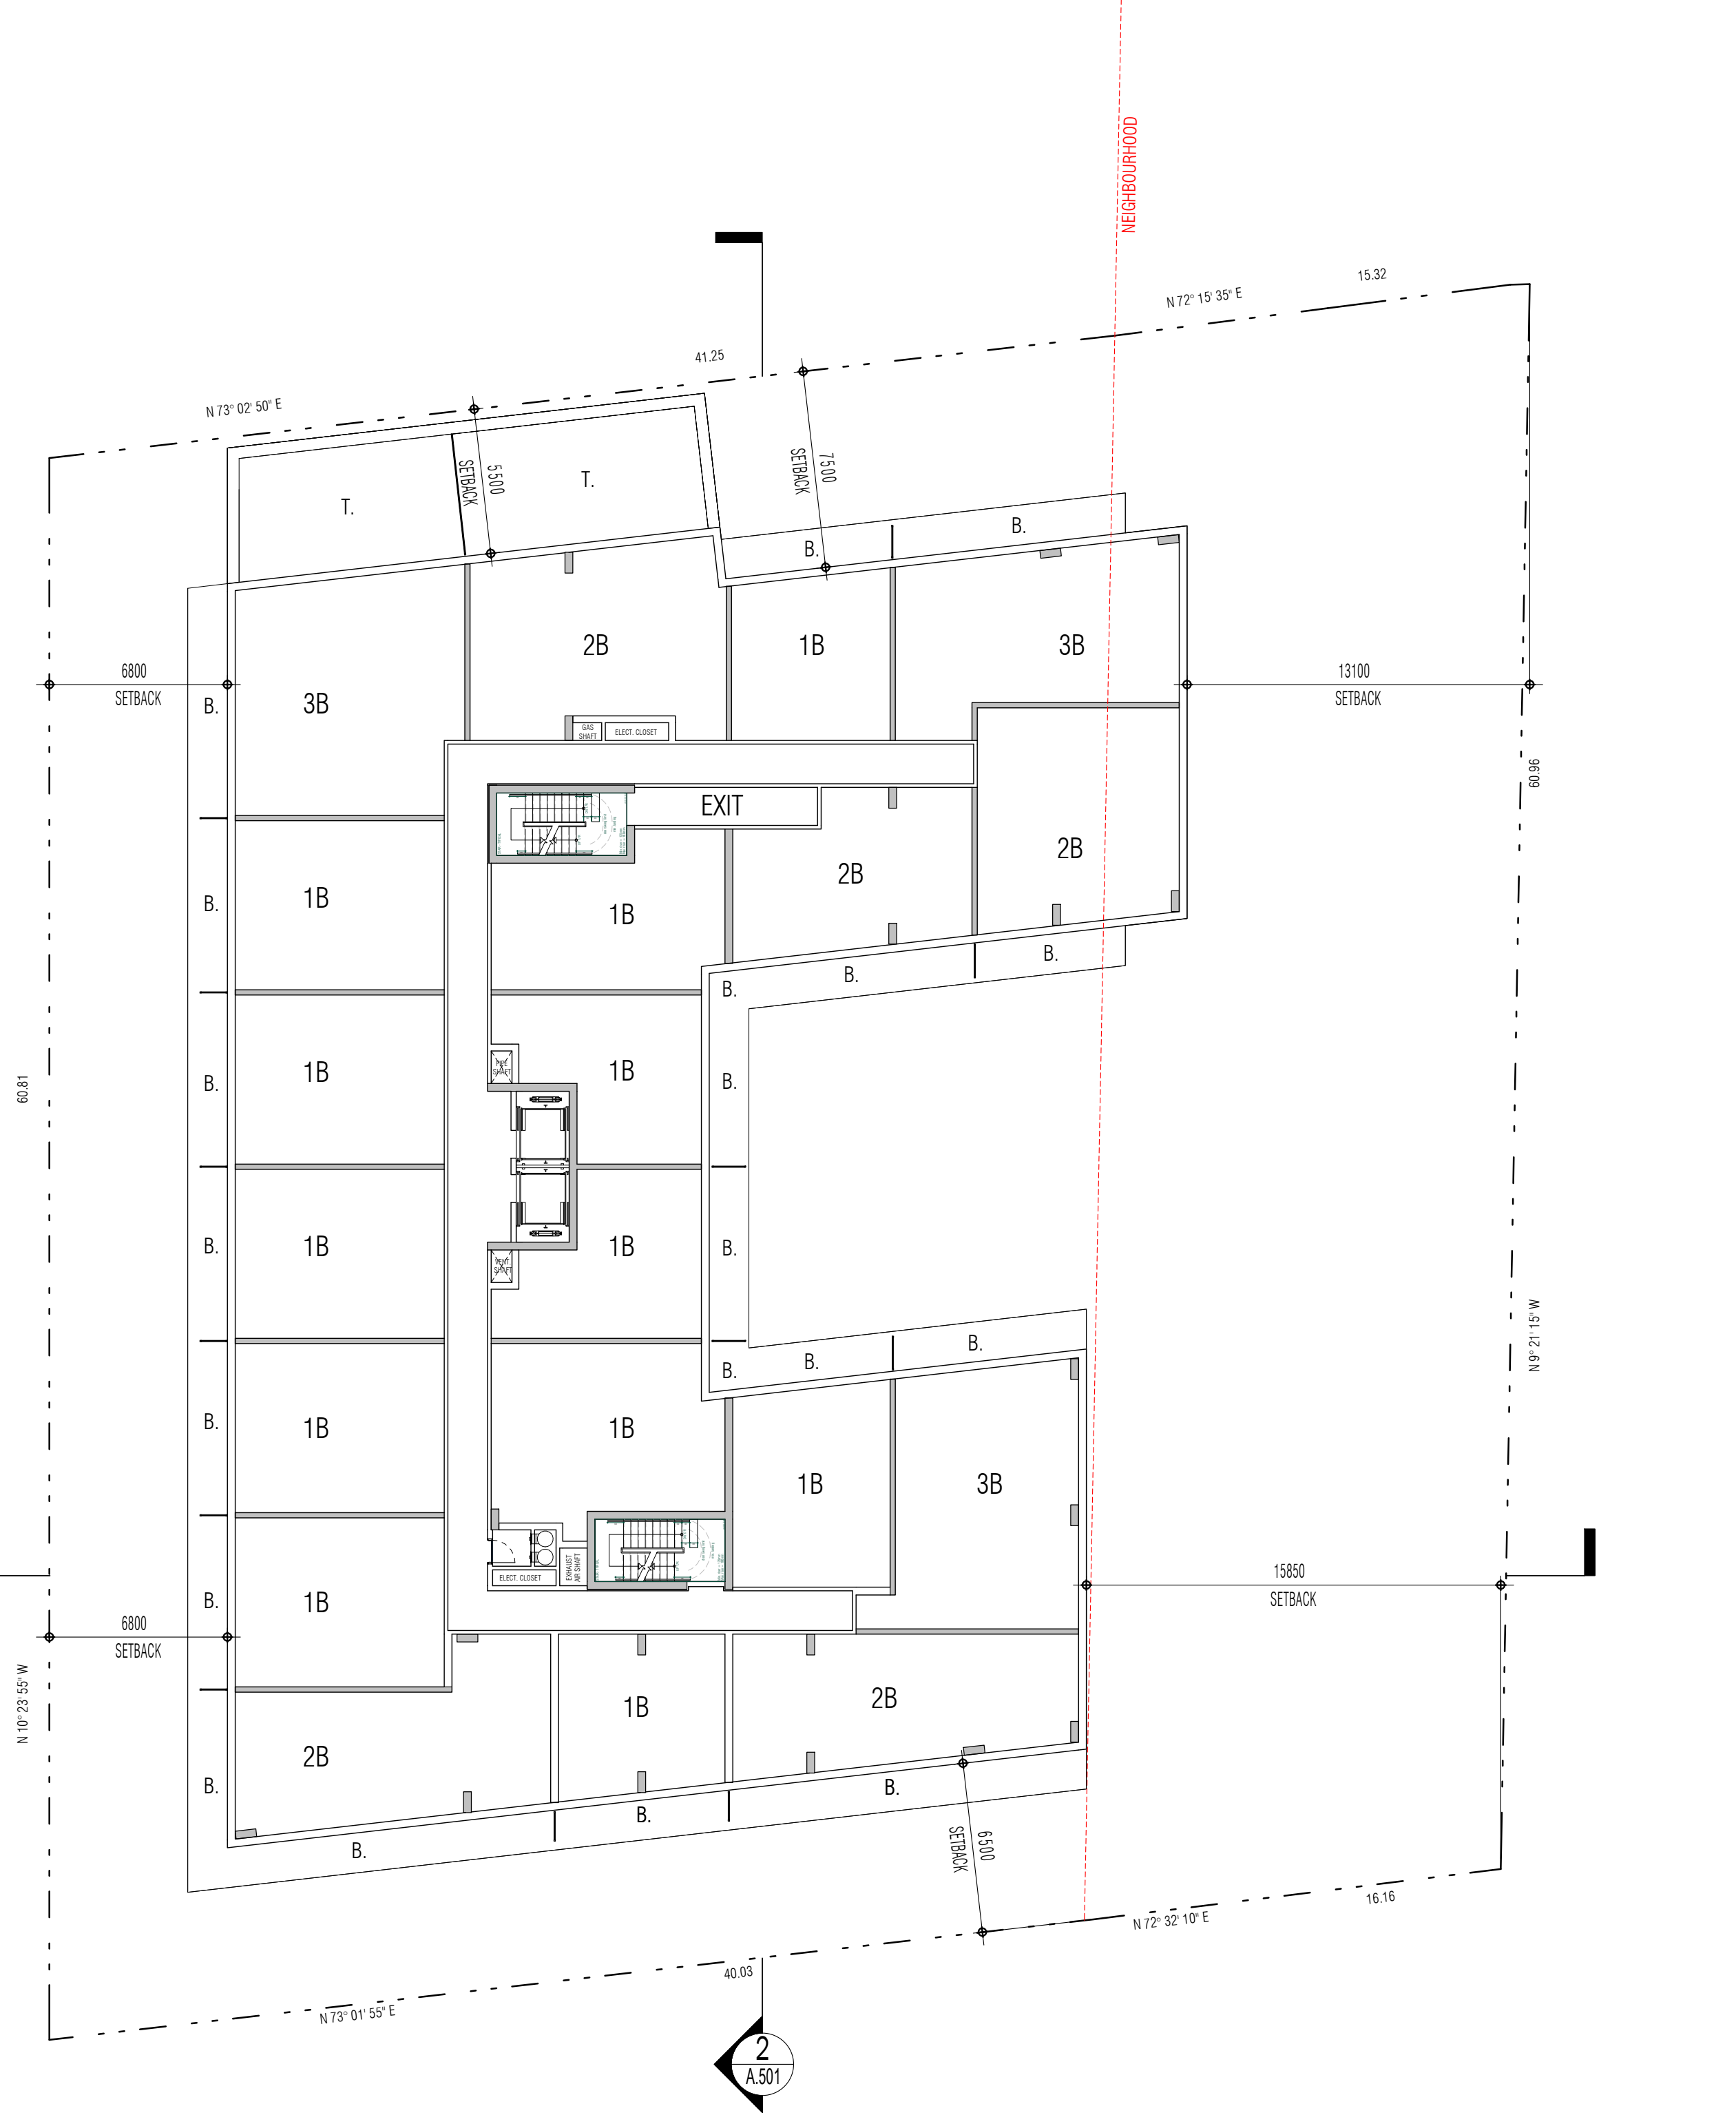 NEIGHBOURHOOD
15.32
N 72° 15' 35" E
41.25
N 73° 02' 50" E
5500
SETBACK
7500
SETBACK
T.
T.
B.
B.
2B
1B
3B
6800
SETBACK
13100
SETBACK
B.
3B
GAS
SHAFT
ELECT. CLOSET
60.96
EXIT
2B
2B
B.
1B
1B
B.
B.
B.
B.
1B
1B
B.
PIPE
SHAFT
60.81
B.
1B
1B
B.
VENT.
SHAFT
N 9° 21' 15" W
B.
B.
B.
B.
1B
1B
1B
3B
EXHAUST
AIR SHAFT
ELECT. CLOSET
15850
SETBACK
B.
1B
6800
SETBACK
N 10° 23' 55" W
1B
2B
2B
B.
B.
B.
B.
6500
SETBACK
16.16
N 72° 32' 10" E
40.03
N 73° 01' 55" E
2
A.501